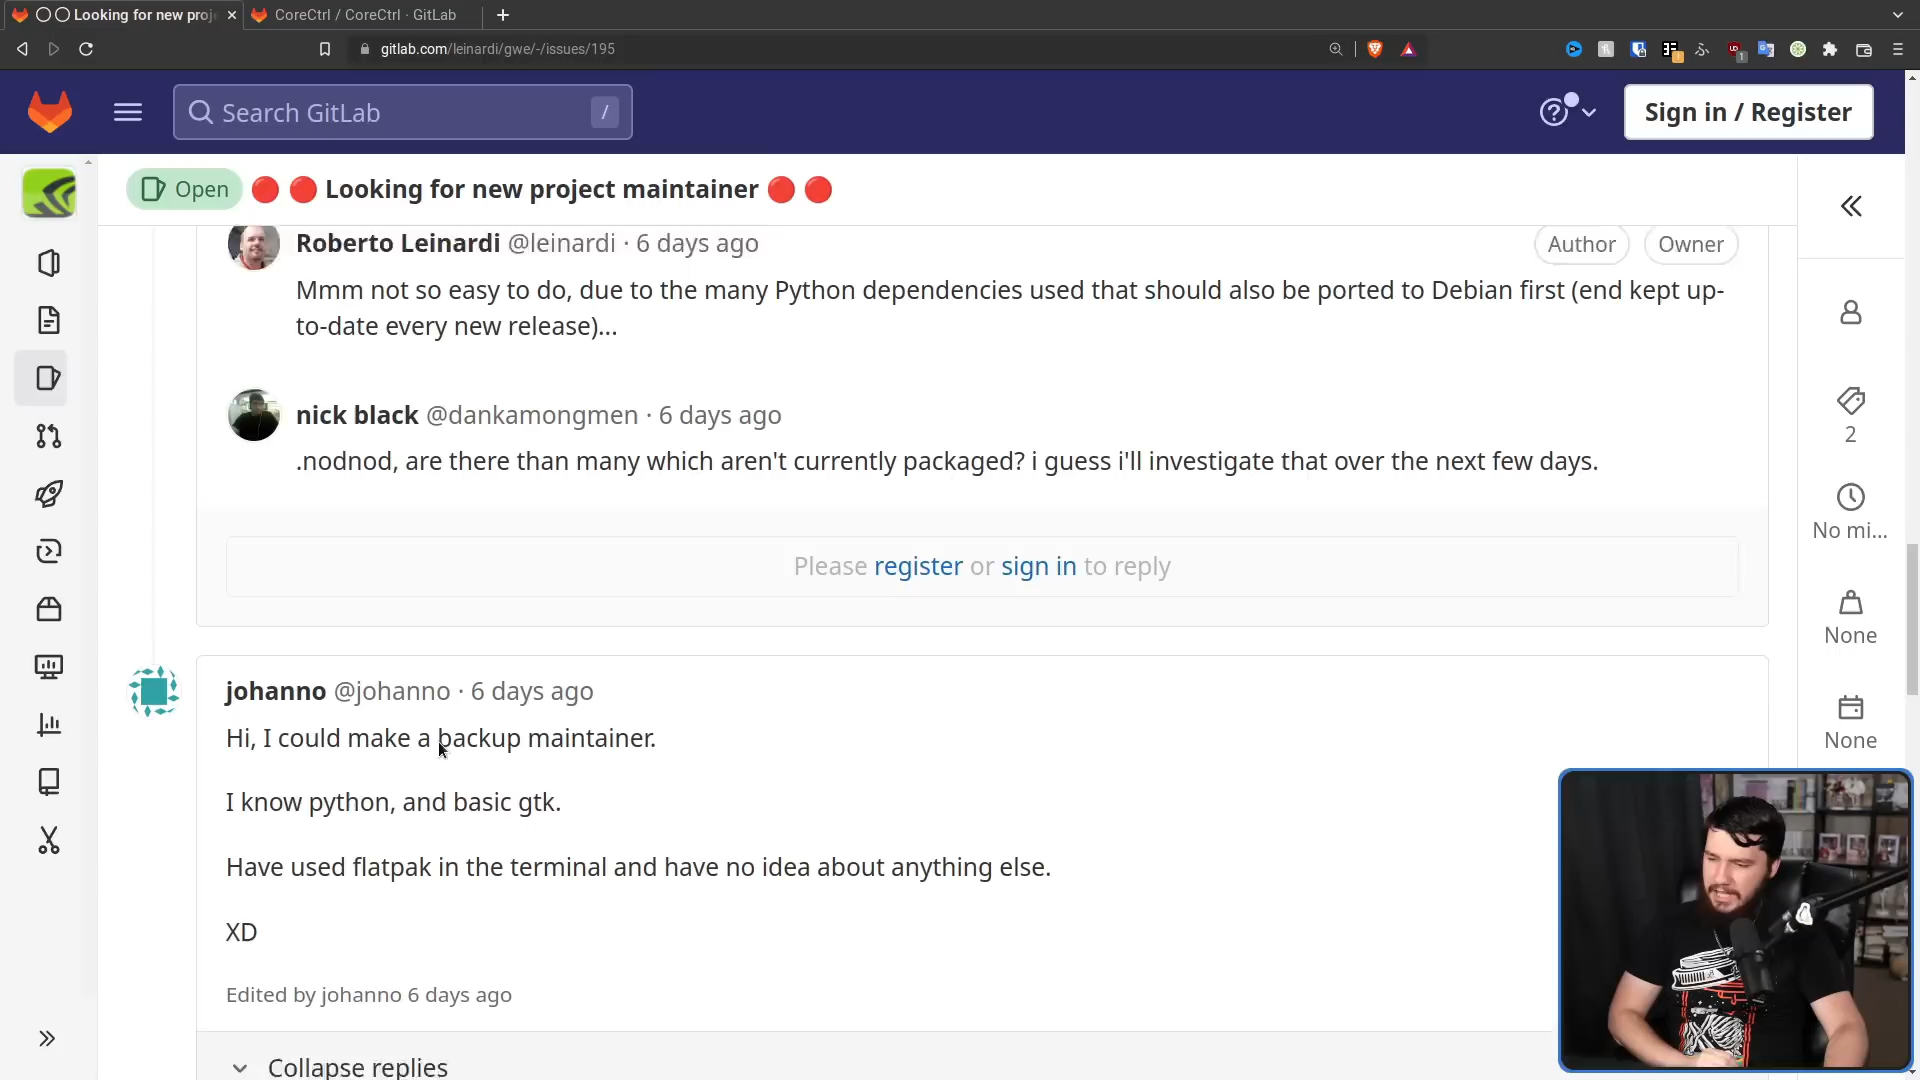 Looking for new proj
CoreCtrl / CoreCtrl · GitLab
gitlab.com/leinardi/gwe/-/issues/195
Search GitLab
/
Sign in / Register
Open
Looking for new project maintainer
Roberto Leinardi @leinardi · 6 days ago
Author
Owner
Mmm not so easy to do, due to the many Python dependencies used that should also be ported to Debian first (end kept up-
to-date every new release)...
nick black @dankamongmen · 6 days ago
.nodnod, are there than many which aren't currently packaged? i guess i'll investigate that over the next few days.
Please register or sign in to reply
johanno @johanno · 6 days ago
Hi, I could make a backup maintainer.
I know python, and basic gtk.
Have used flatpak in the terminal and have no idea about anything else.
XD
Edited by johanno 6 days ago
Collapse replies
2
No mi...
None
None